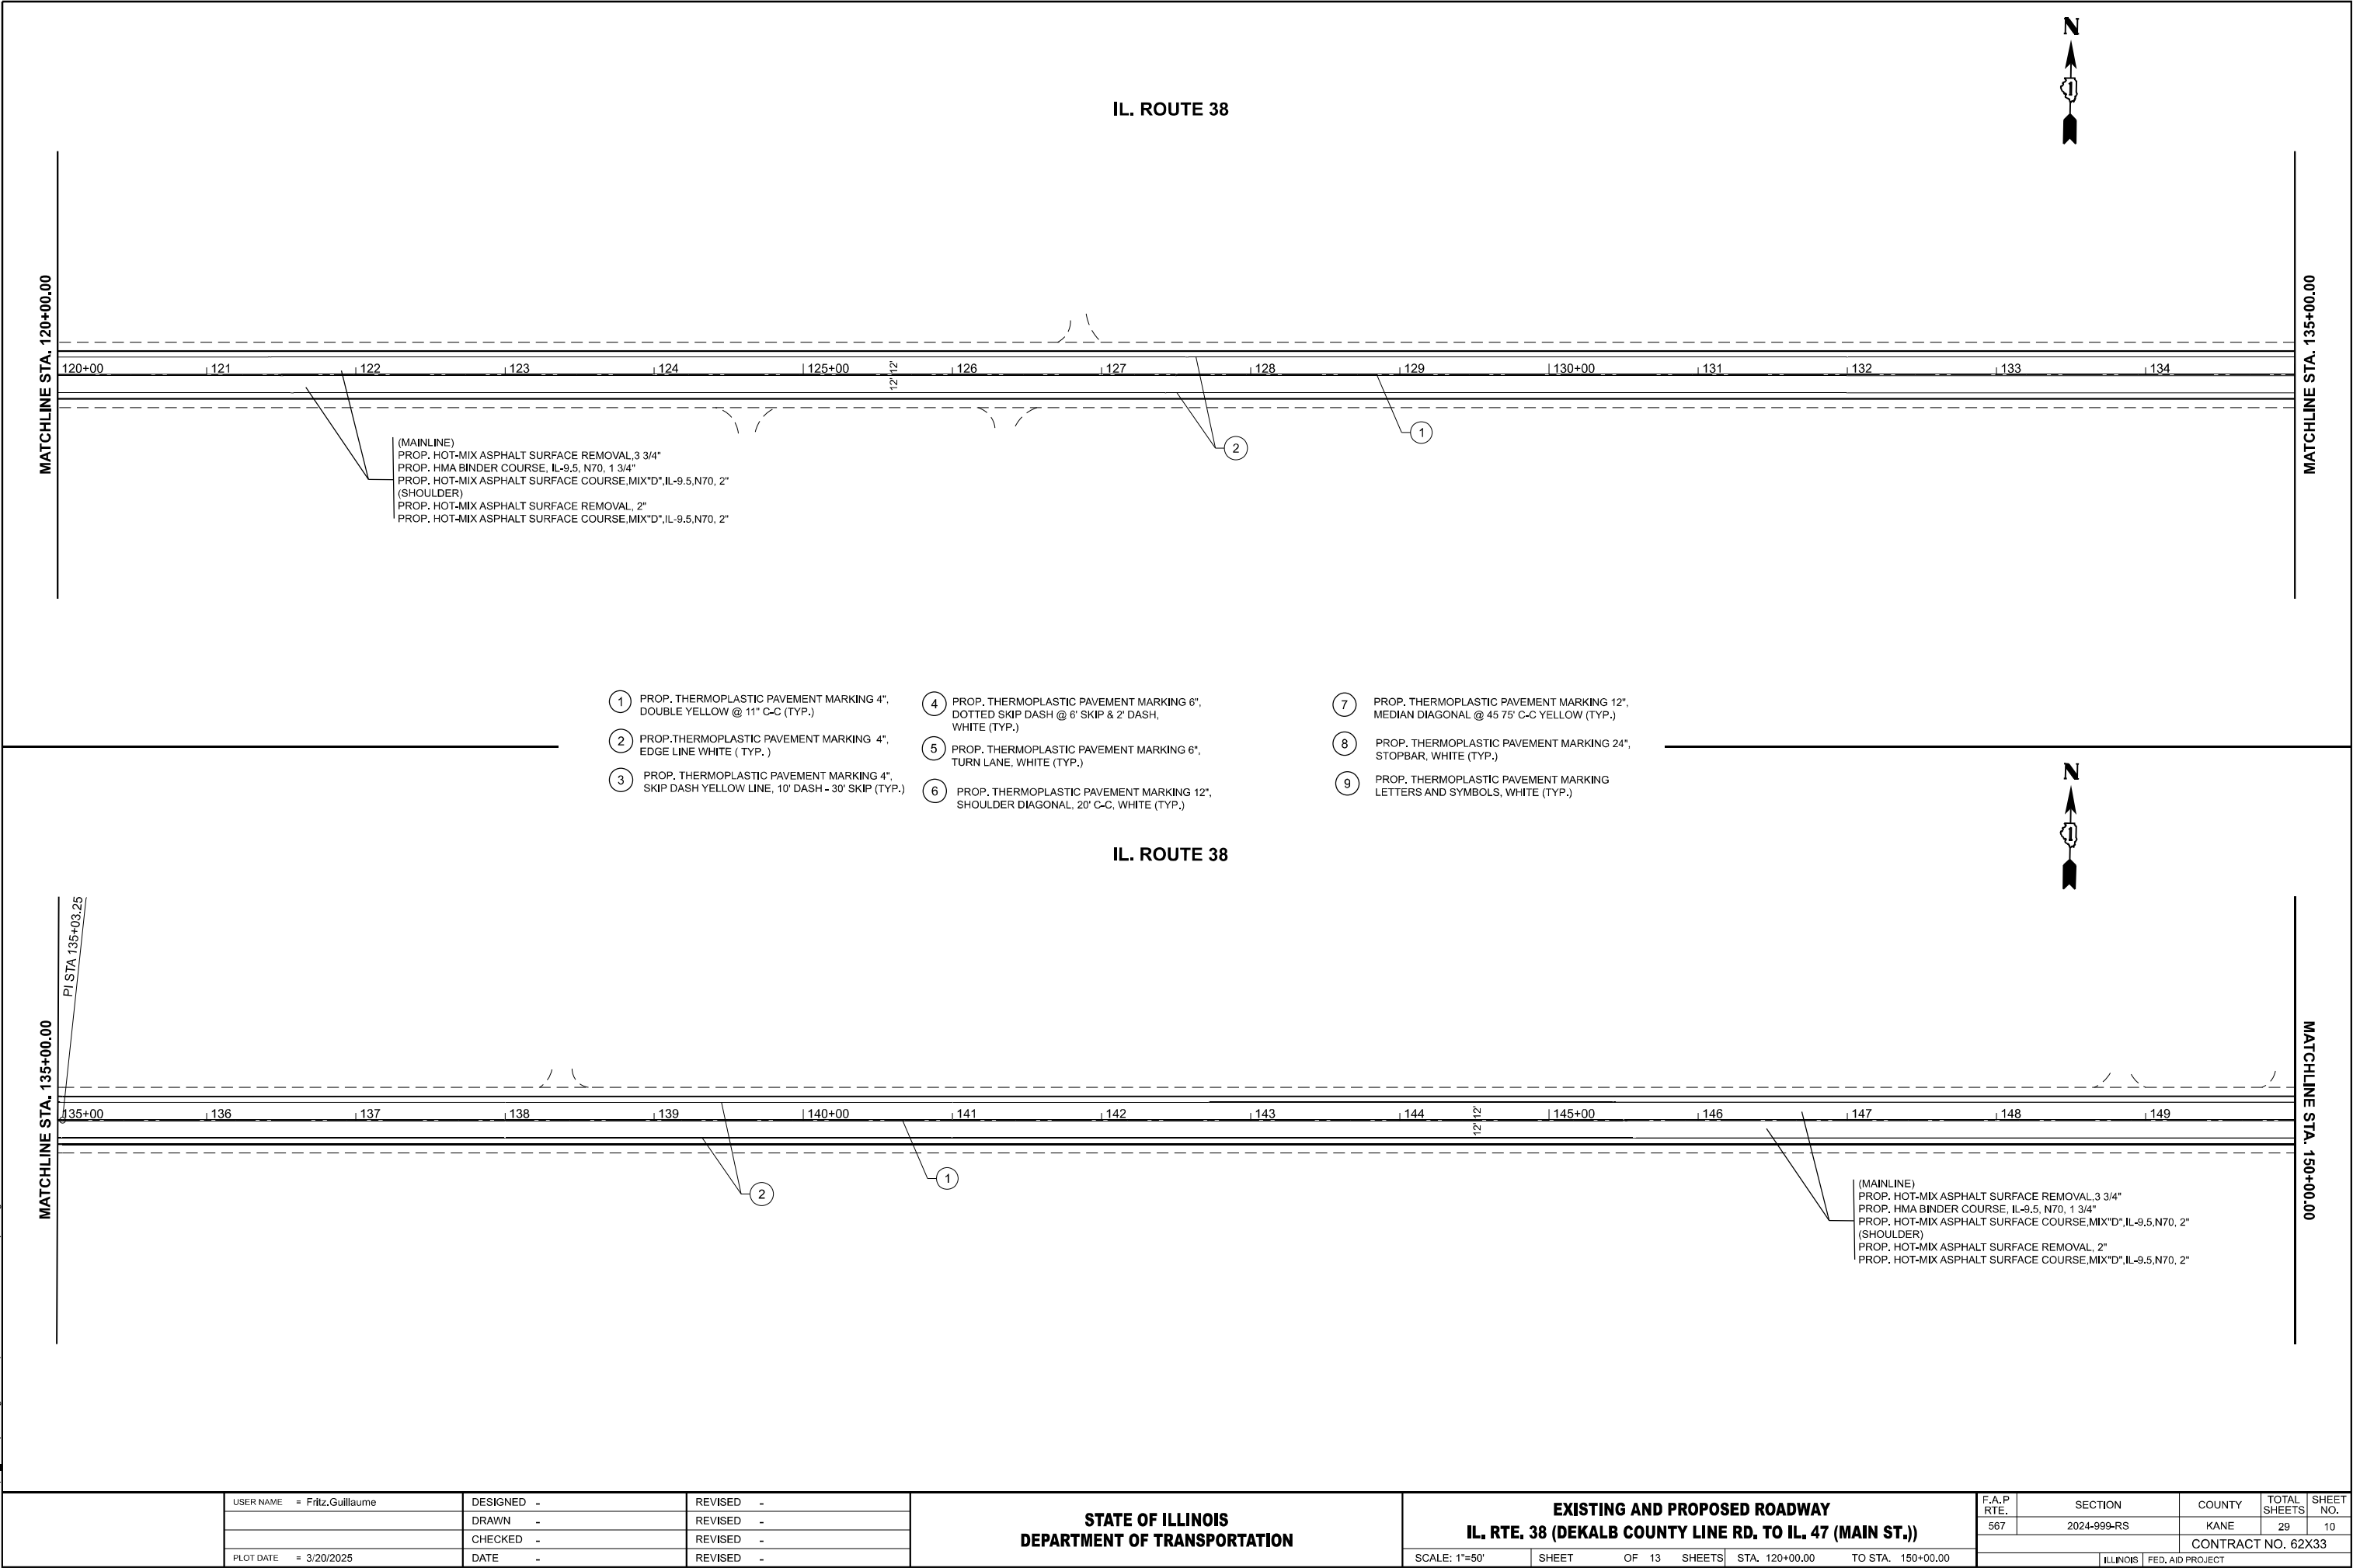 IL. ROUTE 38
N
1
MATCHLINE STA. 120+00.00
MATCHLINE STA. 135+00.00
120+00 121 122 123 124 125+00 12' 12' 126 127 128 129 130+00 131 132 133 134
(MAINLINE)
PROP. HOT-MIX ASPHALT SURFACE REMOVAL,3 3/4"
PROP. HMA BINDER COURSE, IL-9.5, N70, 1 3/4"
PROP. HOT-MIX ASPHALT SURFACE COURSE,MIX"D",IL-9.5,N70, 2"
(SHOULDER)
PROP. HOT-MIX ASPHALT SURFACE REMOVAL, 2"
PROP. HOT-MIX ASPHALT SURFACE COURSE,MIX"D",IL-9.5,N70, 2"
2
1
1 PROP. THERMOPLASTIC PAVEMENT MARKING 4",
DOUBLE YELLOW @ 11" C-C (TYP.)
2 PROP.THERMOPLASTIC PAVEMENT MARKING 4",
EDGE LINE WHITE ( TYP. )
3 PROP. THERMOPLASTIC PAVEMENT MARKING 4",
SKIP DASH YELLOW LINE, 10' DASH - 30' SKIP (TYP.)
4 PROP. THERMOPLASTIC PAVEMENT MARKING 6",
DOTTED SKIP DASH @ 6' SKIP & 2' DASH,
WHITE (TYP.)
5 PROP. THERMOPLASTIC PAVEMENT MARKING 6",
TURN LANE, WHITE (TYP.)
6 PROP. THERMOPLASTIC PAVEMENT MARKING 12",
SHOULDER DIAGONAL, 20' C-C, WHITE (TYP.)
7 PROP. THERMOPLASTIC PAVEMENT MARKING 12",
MEDIAN DIAGONAL @ 45 75' C-C YELLOW (TYP.)
8 PROP. THERMOPLASTIC PAVEMENT MARKING 24",
STOPBAR, WHITE (TYP.)
9 PROP. THERMOPLASTIC PAVEMENT MARKING
LETTERS AND SYMBOLS, WHITE (TYP.)
N
1
IL. ROUTE 38
PI STA 135+03.25
MATCHLINE STA. 135+00.00
MATCHLINE STA. 150+00.00
135+00 136 137 138 139 140+00 141 142 143 144 12' 12' 145+00 146 147 148 149
2
1
(MAINLINE)
PROP. HOT-MIX ASPHALT SURFACE REMOVAL,3 3/4"
PROP. HMA BINDER COURSE, IL-9.5, N70, 1 3/4"
PROP. HOT-MIX ASPHALT SURFACE COURSE,MIX"D",IL-9.5,N70, 2"
(SHOULDER)
PROP. HOT-MIX ASPHALT SURFACE REMOVAL, 2"
PROP. HOT-MIX ASPHALT SURFACE COURSE,MIX"D",IL-9.5,N70, 2"
USER NAME = Fritz.Guillaume
PLOT DATE = 3/20/2025
DESIGNED -
DRAWN -
CHECKED -
DATE -
REVISED -
REVISED -
REVISED -
REVISED -
STATE OF ILLINOIS
DEPARTMENT OF TRANSPORTATION
EXISTING AND PROPOSED ROADWAY
IL. RTE. 38 (DEKALB COUNTY LINE RD. TO IL. 47 (MAIN ST.))
SCALE: 1"=50' SHEET OF 13 SHEETS STA. 120+00.00 TO STA. 150+00.00
F.A.P RTE. SECTION COUNTY TOTAL SHEETS SHEET NO.
567 2024-999-RS KANE 29 10
CONTRACT NO. 62X33
ILLINOIS FED. AID PROJECT